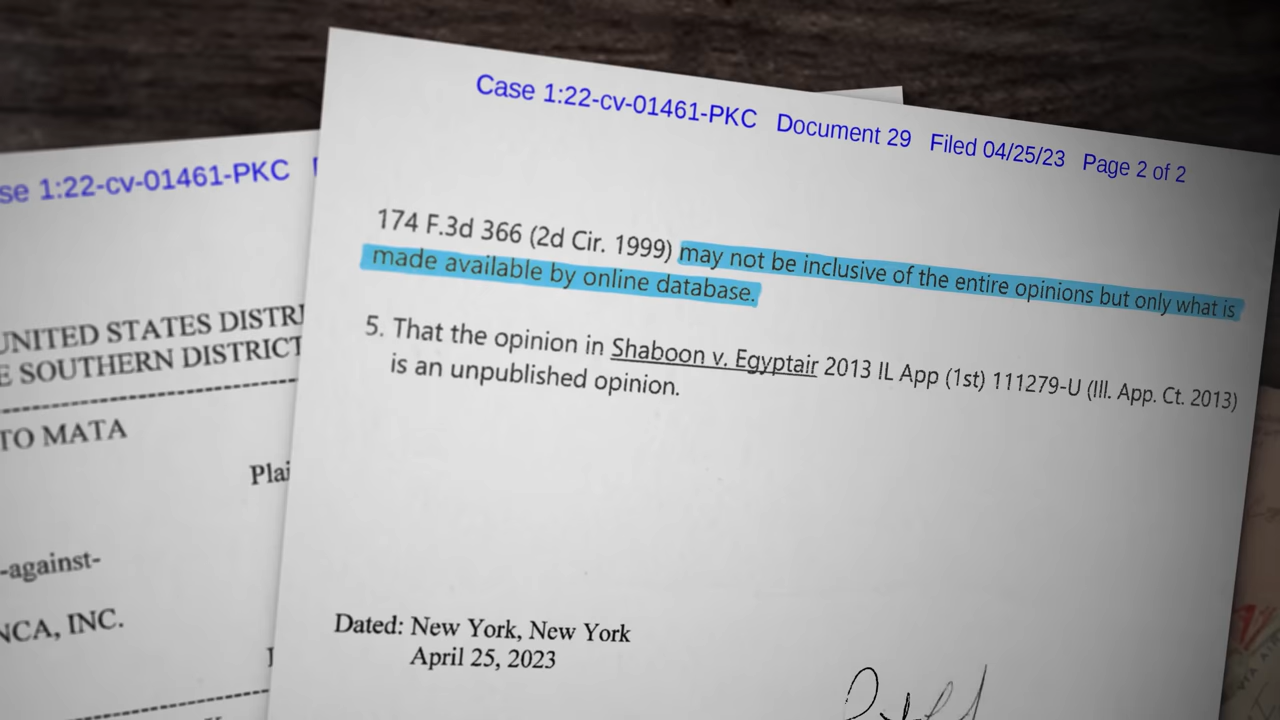 Case 1:22-cv-01461-PKC Document 29 Filed 04/25/23 Page 2 of 2
174 F.3d 366 (2d Cir. 1999) may not be inclusive of the entire opinions but only what is
made available by online database.
5. That the opinion in Shaboon v. Egyptair 2013 IL App (1st) 111279-U (Ill. App. Ct. 2013)
is an unpublished opinion.
Dated: New York, New York
April 25, 2023
se 1:22-cv-01461-PKC
UNITED STATES DISTRI
E SOUTHERN DISTRICT
TO MATA
Plai
-against-
NCA, INC.
VIA AI